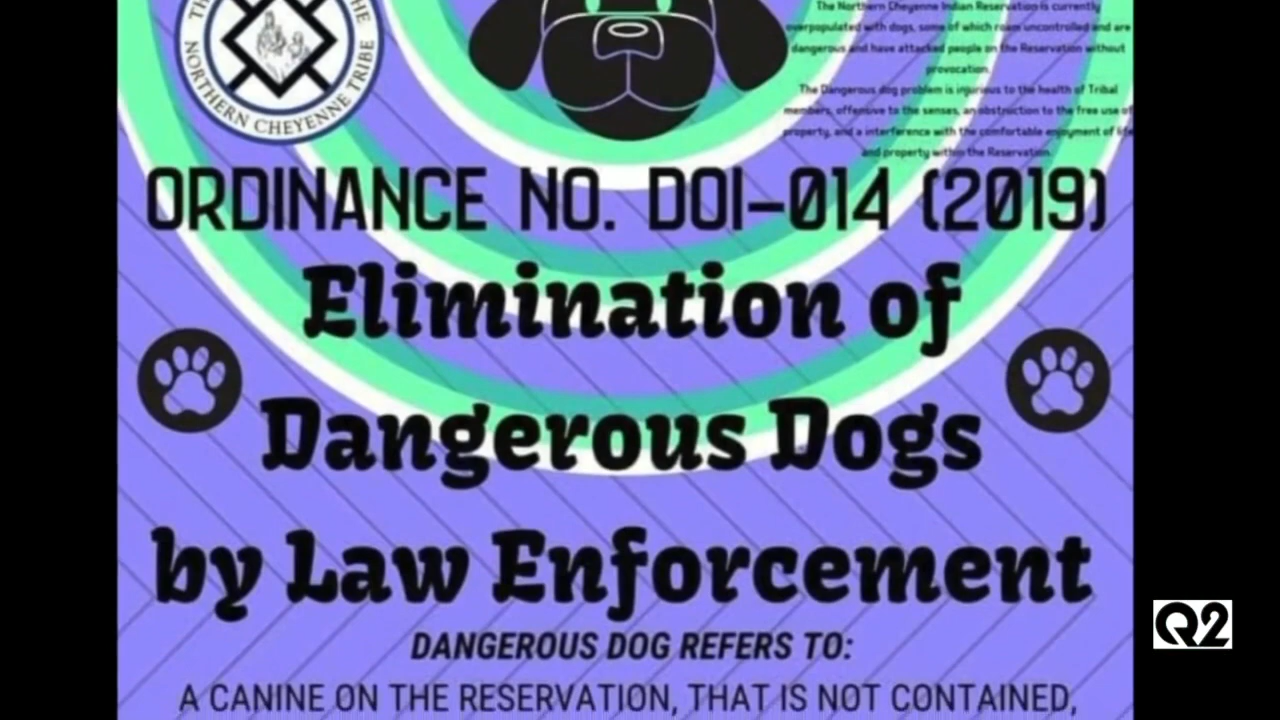 TH THE
NORTHERN CHEYENNE TRIBE
The Northern Cheyenne Indian Reservation is currently
overpopulated with dogs, some of which roam uncontrolled and are
dangerous and have attacked people on the Reservation without
provocation.
The Dangerous dog problem is injurious to the health of Tribal
members, offensive to the senses, an obstruction to the free use of
property, and a interference with the comfortable enjoyment of life
and property within the Reservation.
ORDINANCE NO. DOI-014 (2019)
Elimination of
Dangerous Dogs
by Law Enforcement
DANGEROUS DOG REFERS TO:
A CANINE ON THE RESERVATION, THAT IS NOT CONTAINED,
Q2